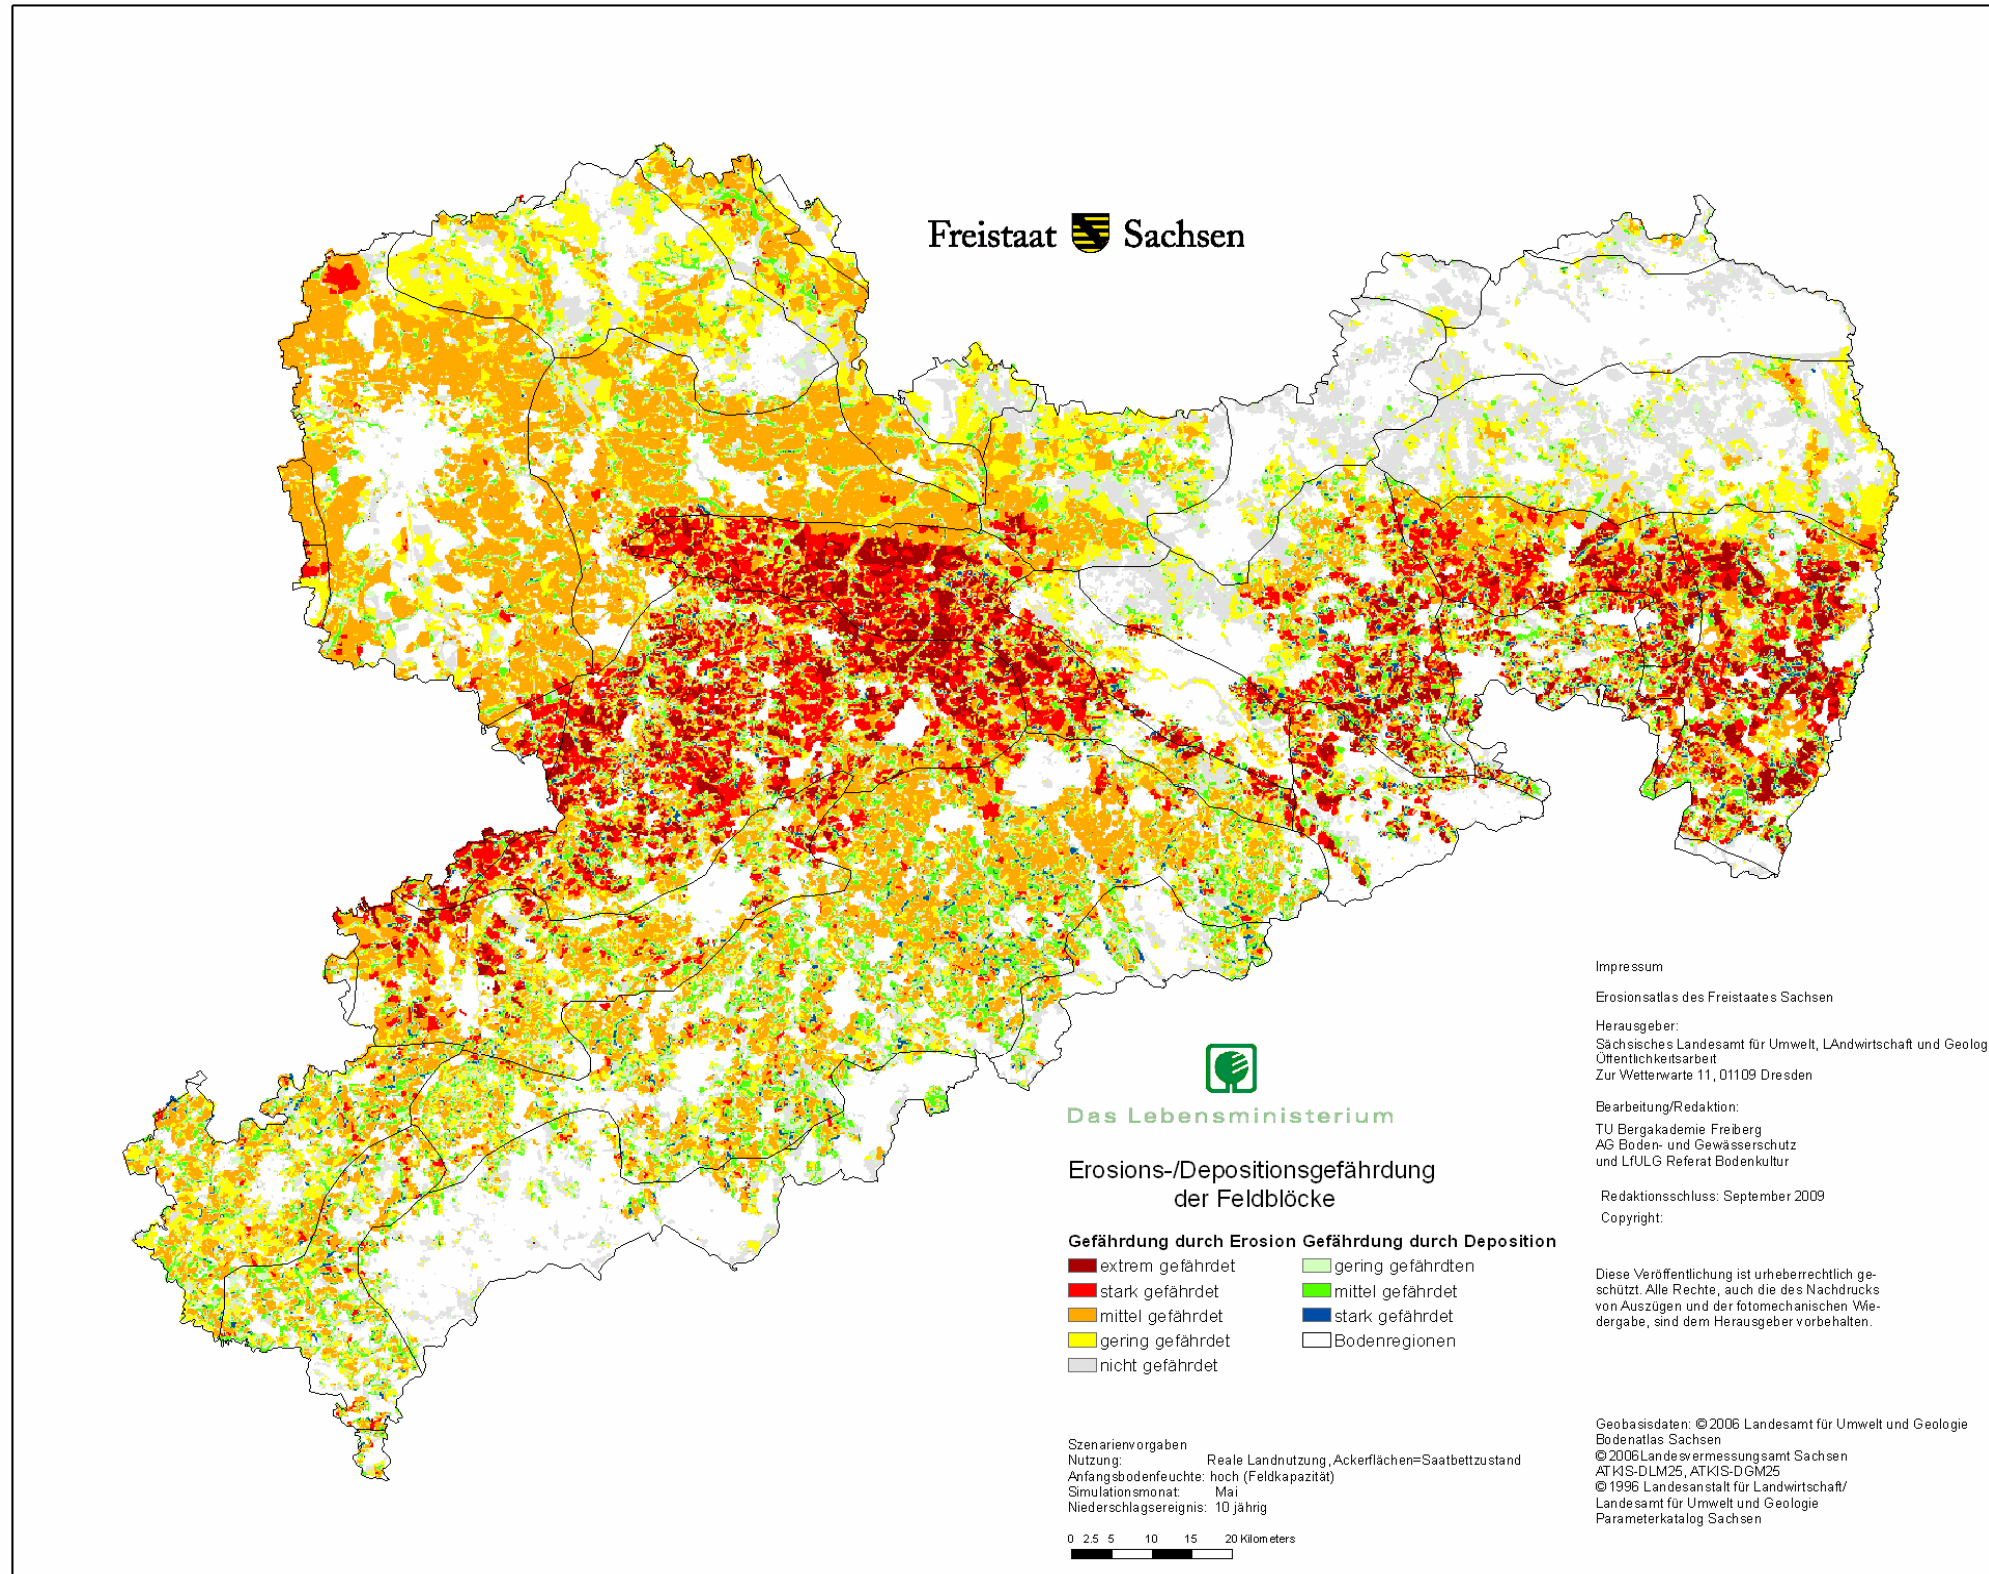 Freistaat Sachsen
Impressum
Erosionsatlas des Freistaates Sachsen
Herausgeber:
Sächsisches Landesamt für Umwelt, LAndwirtschaft und Geolog
Öffentlichkeitsarbeit
Zur Wetterwarte 11, 01109 Dresden
Bearbeitung/Redaktion:
TU Bergakademie Freiberg
AG Boden- und Gewässerschutz
und LfULG Referat Bodenkultur
Redaktionsschluss: September 2009
Copyright:
Diese Veröffentlichung ist urheberrechtlich ge-
schützt. Alle Rechte, auch die des Nachdrucks
von Auszügen und der fotomechanischen Wie-
dergabe, sind dem Herausgeber vorbehalten.
Geobasisdaten: ©2006 Landesamt für Umwelt und Geologie
Bodenatlas Sachsen
©2006Landesvermessungsamt Sachsen
ATKIS-DLM25, ATKIS-DGM25
©1996 Landesanstalt für Landwirtschaft/
Landesamt für Umwelt und Geologie
Parameterkatalog Sachsen
Das Lebensministerium
Erosions-/Depositionsgefährdung
der Feldblöcke
Gefährdung durch Erosion Gefährdung durch Deposition
extrem gefährdet gering gefährdten
stark gefährdet mittel gefährdet
mittel gefährdet stark gefährdet
gering gefährdet Bodenregionen
nicht gefährdet
Szenarienvorgaben
Nutzung: Reale Landnutzung, Ackerflächen=Saatbettzustand
Anfangsbodenfeuchte: hoch (Feldkapazität)
Simulationsmonat: Mai
Niederschlagsereignis: 10 jährig
0 2.5 5 10 15 20 Kilometers